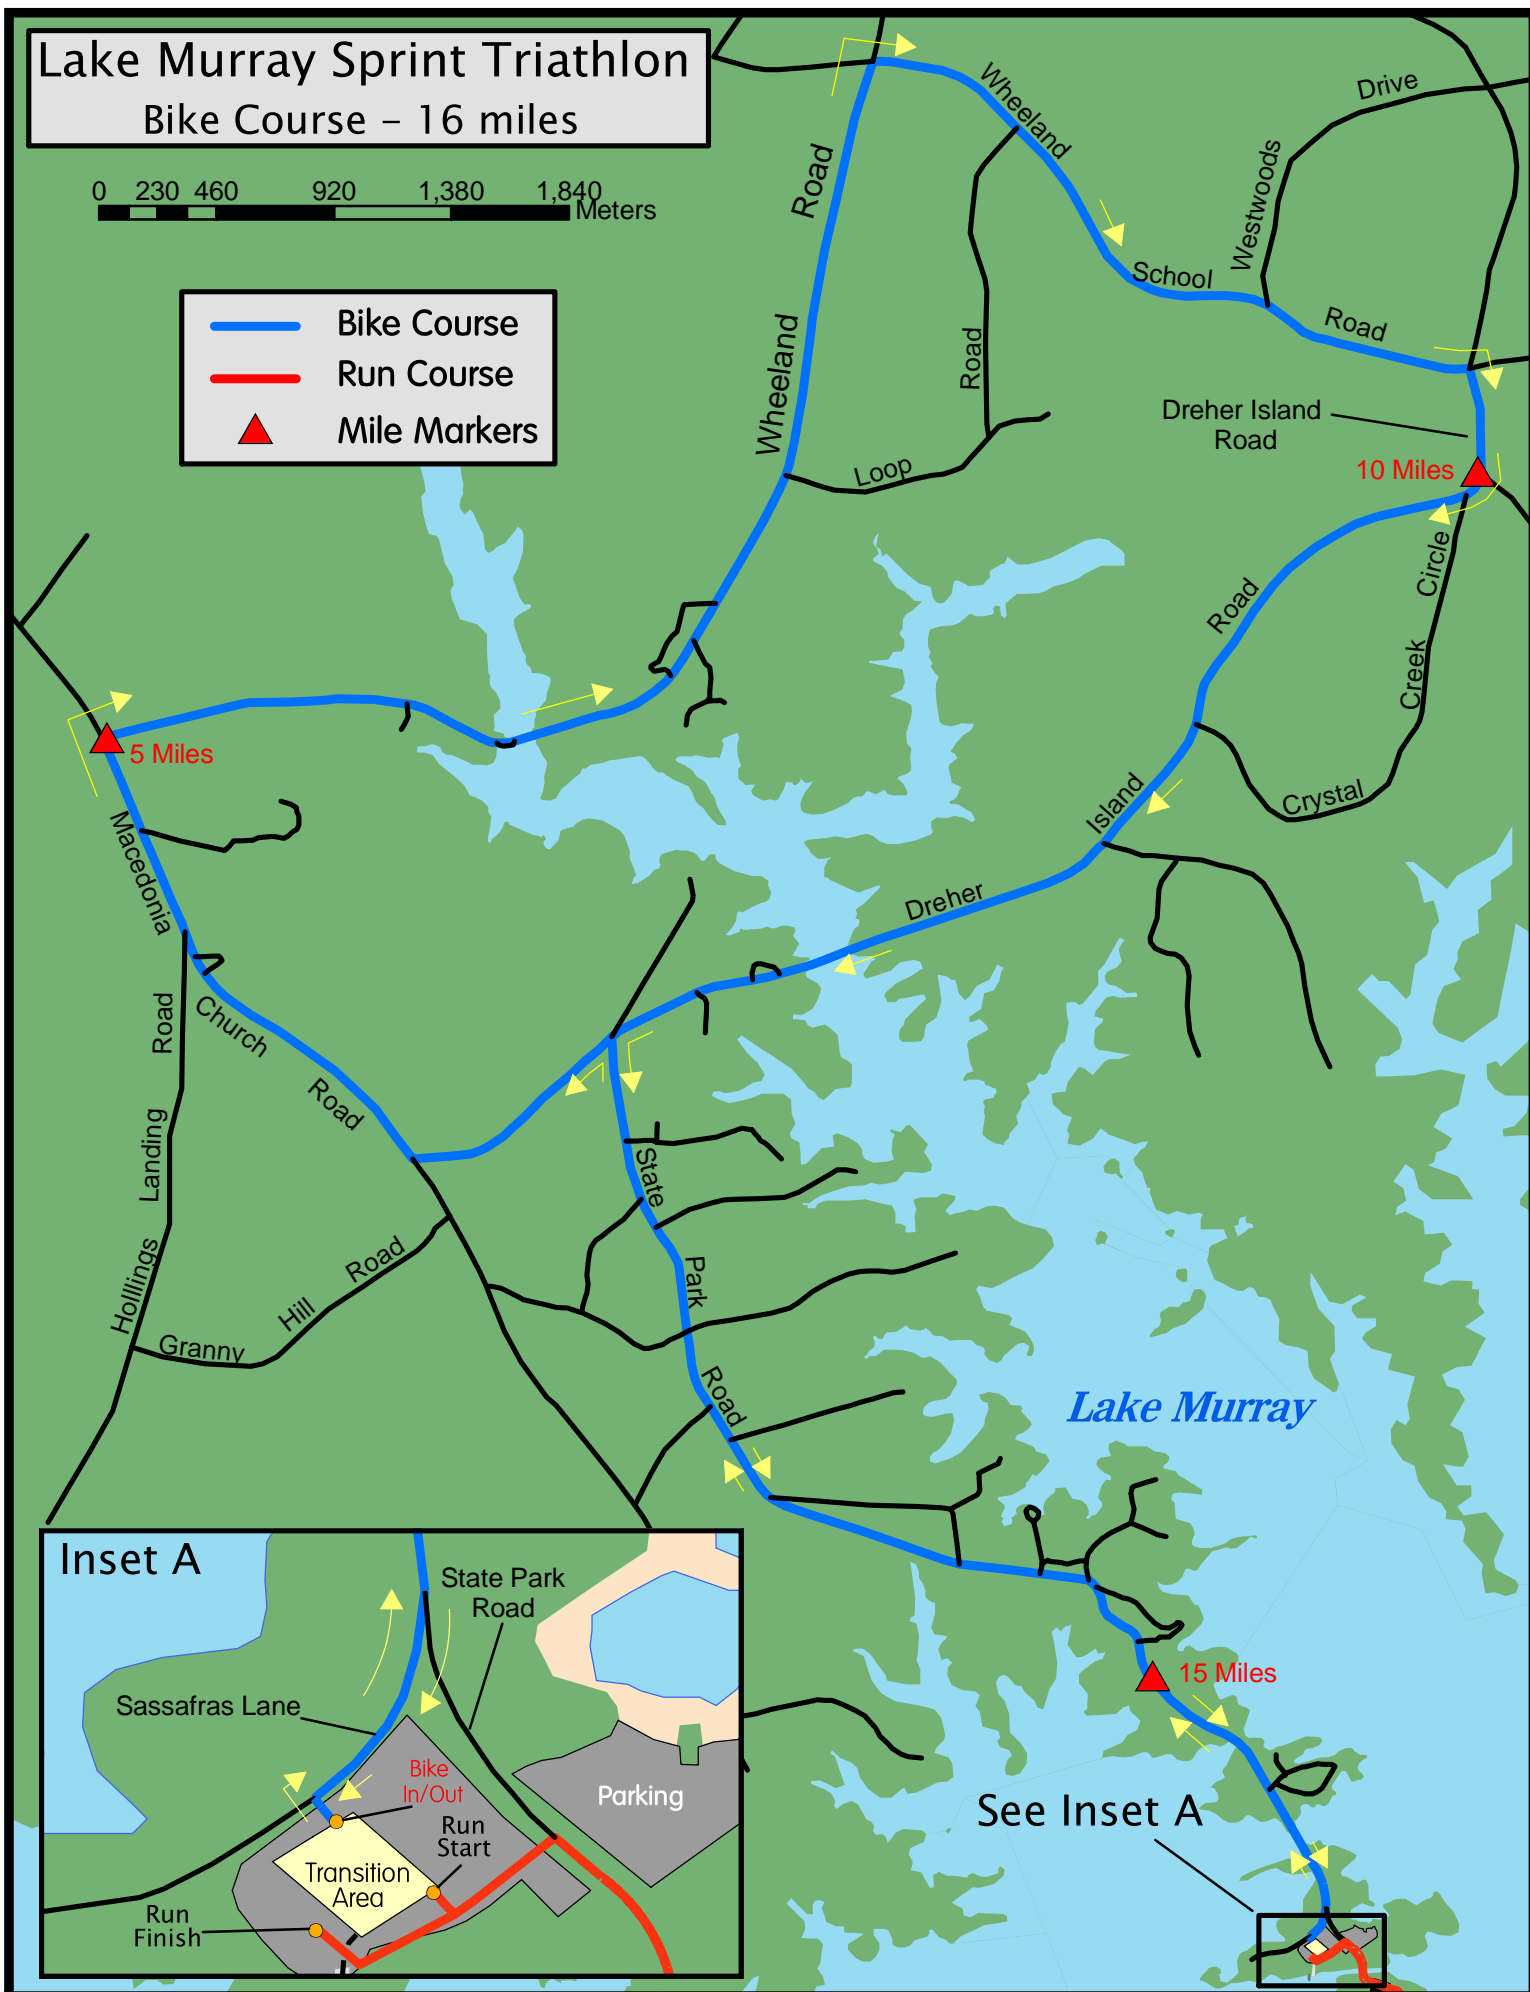 Lake Murray Sprint Triathlon
Bike Course – 16 miles
0 230 460 920 1,380 1,840
Meters
Bike Course
Run Course
Mile Markers
Wheeland
Road
Wheeland
School
Road
Westwoods
Drive
Loop
Road
Dreher Island
Road
10 Miles
Circle
Creek
Crystal
Road
Island
Dreher
5 Miles
Macedonia
Church
Road
Road
Landing
Holllings
Granny
Hill
Road
State
Park
Road
Lake Murray
15 Miles
See Inset A
Inset A
State Park
Road
Sassafras Lane
Bike
In/Out
Parking
Run
Start
Transition
Area
Run
Finish